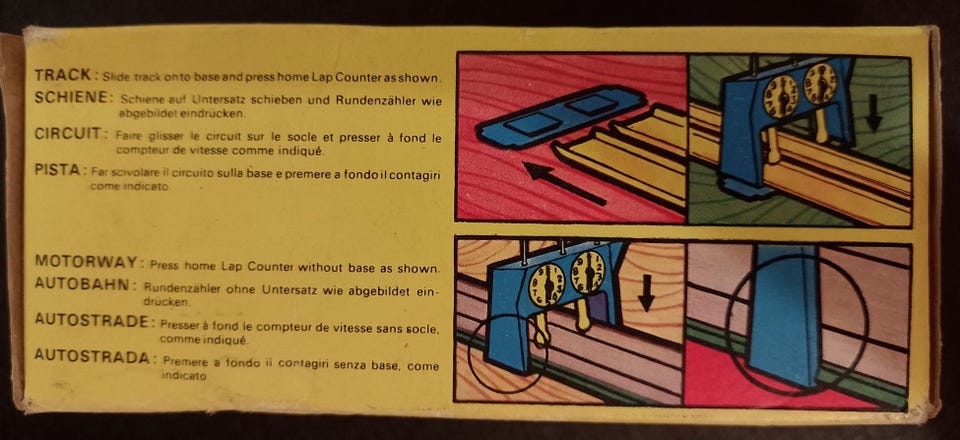 TRACK: Slide track onto base and press home Lap Counter as shown.
SCHIENE: Schiene auf Untersatz schieben und Rundenzähler wie
abgebildet eindrücken.
CIRCUIT: Faire glisser le circuit sur le socle et presser à fond le
compteur de vitesse comme indiqué.
PISTA: Far scivolare il circuito sulla base e premere a fondo il contagiri
come indicato
MOTORWAY: Press home Lap Counter without base as shown.
AUTOBAHN: Rundenzähler ohne Untersatz wie abgebildet ein-
drücken.
AUTOSTRADE: Presser à fond le compteur de vitesse sans socle,
comme indiqué.
AUTOSTRADA: Premere a fondo il contagiri senza base, come
indicato